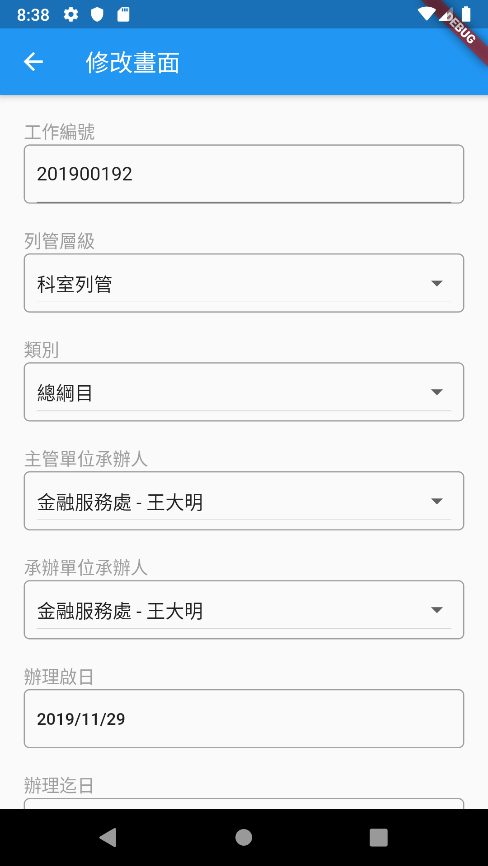 8:38
DEBUG
修改畫面
工作編號
201900192
列管層級
科室列管
類別
總綱目
主管單位承辦人
金融服務處 - 王大明
承辦單位承辦人
金融服務處 - 王大明
辦理啟日
2019/11/29
辦理迄日